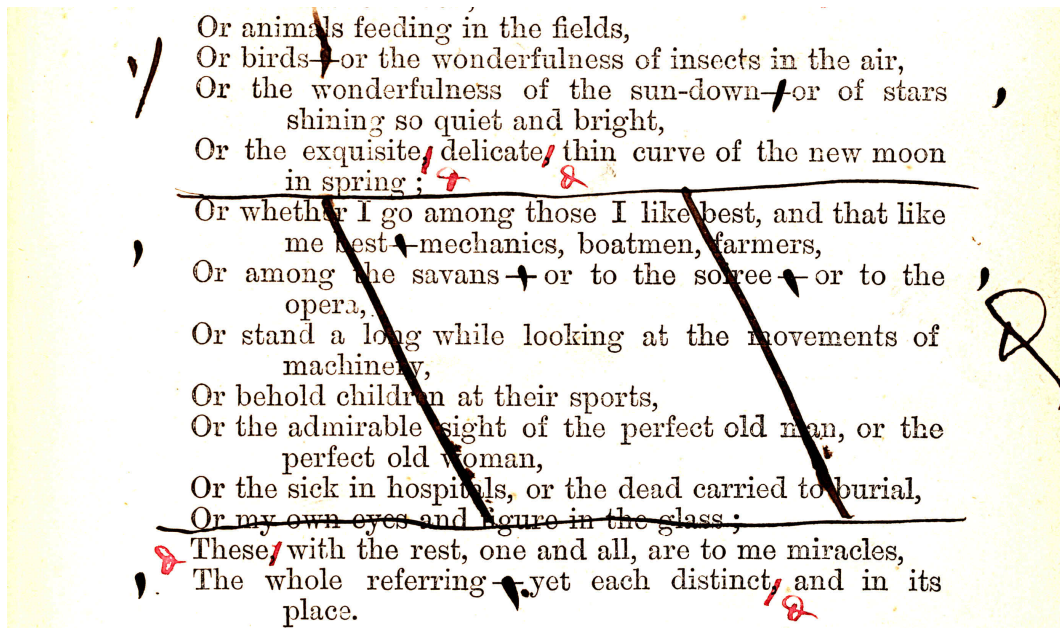 Or animals feeding in the fields,
Or birds—or the wonderfulness of insects in the air,
Or the wonderfulness of the sun-down—or of stars
shining so quiet and bright,
Or the exquisite, delicate, thin curve of the new moon
in spring;
Or whether I go among those I like best, and that like
me best—mechanics, boatmen, farmers,
Or among the savans—or to the soiree—or to the
opera,
Or stand a long while looking at the movements of
machinery,
Or behold children at their sports,
Or the admirable sight of the perfect old man, or the
perfect old woman,
Or the sick in hospitals, or the dead carried to burial,
Or my own eyes and figure in the glass;
These, with the rest, one and all, are to me miracles,
The whole referring—yet each distinct, and in its
place.